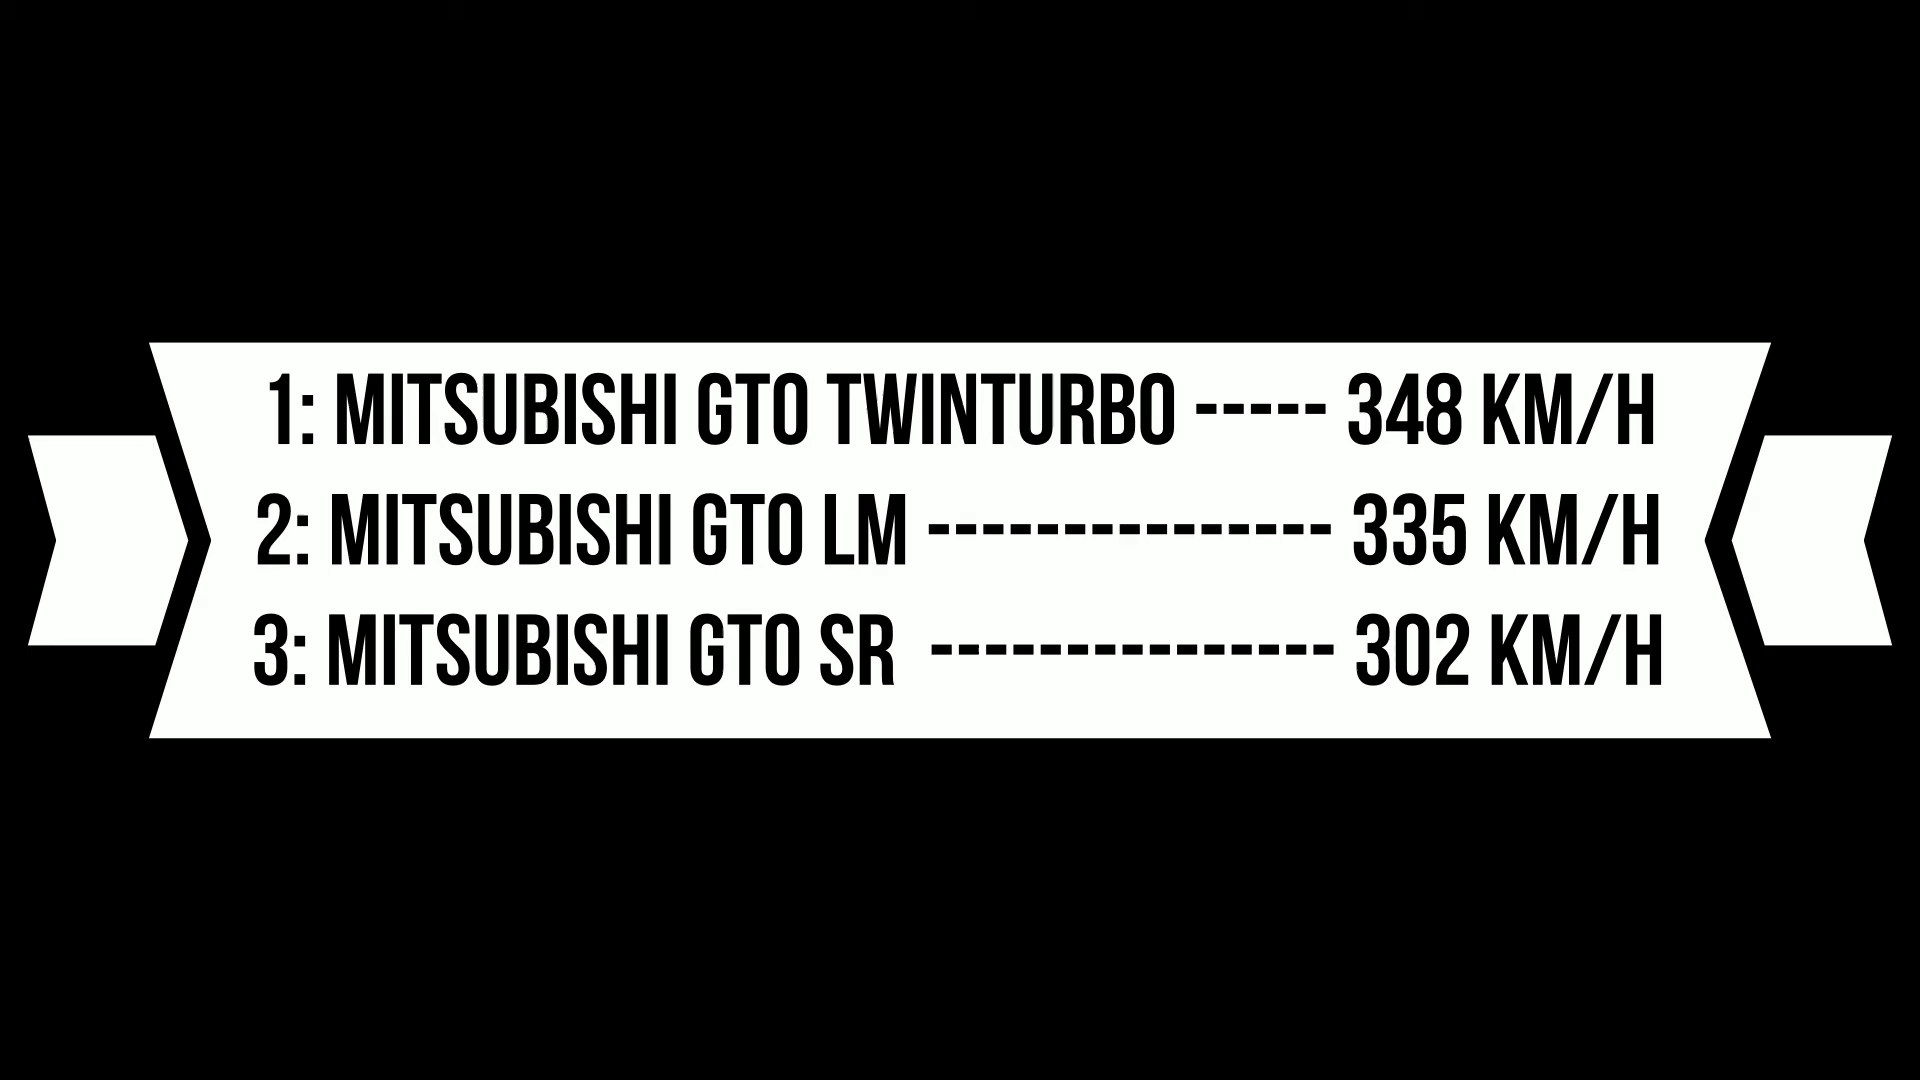 1: MITSUBISHI GTO TWINTURBO ----- 348 KM/H
2: MITSUBISHI GTO LM --------------- 335 KM/H
3: MITSUBISHI GTO SR --------------- 302 KM/H